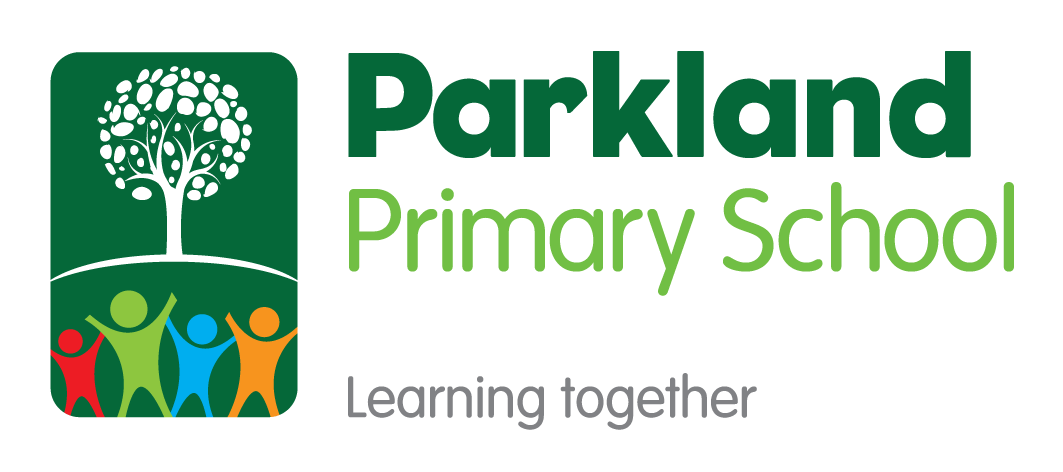 Parkland
Primary School
Learning together